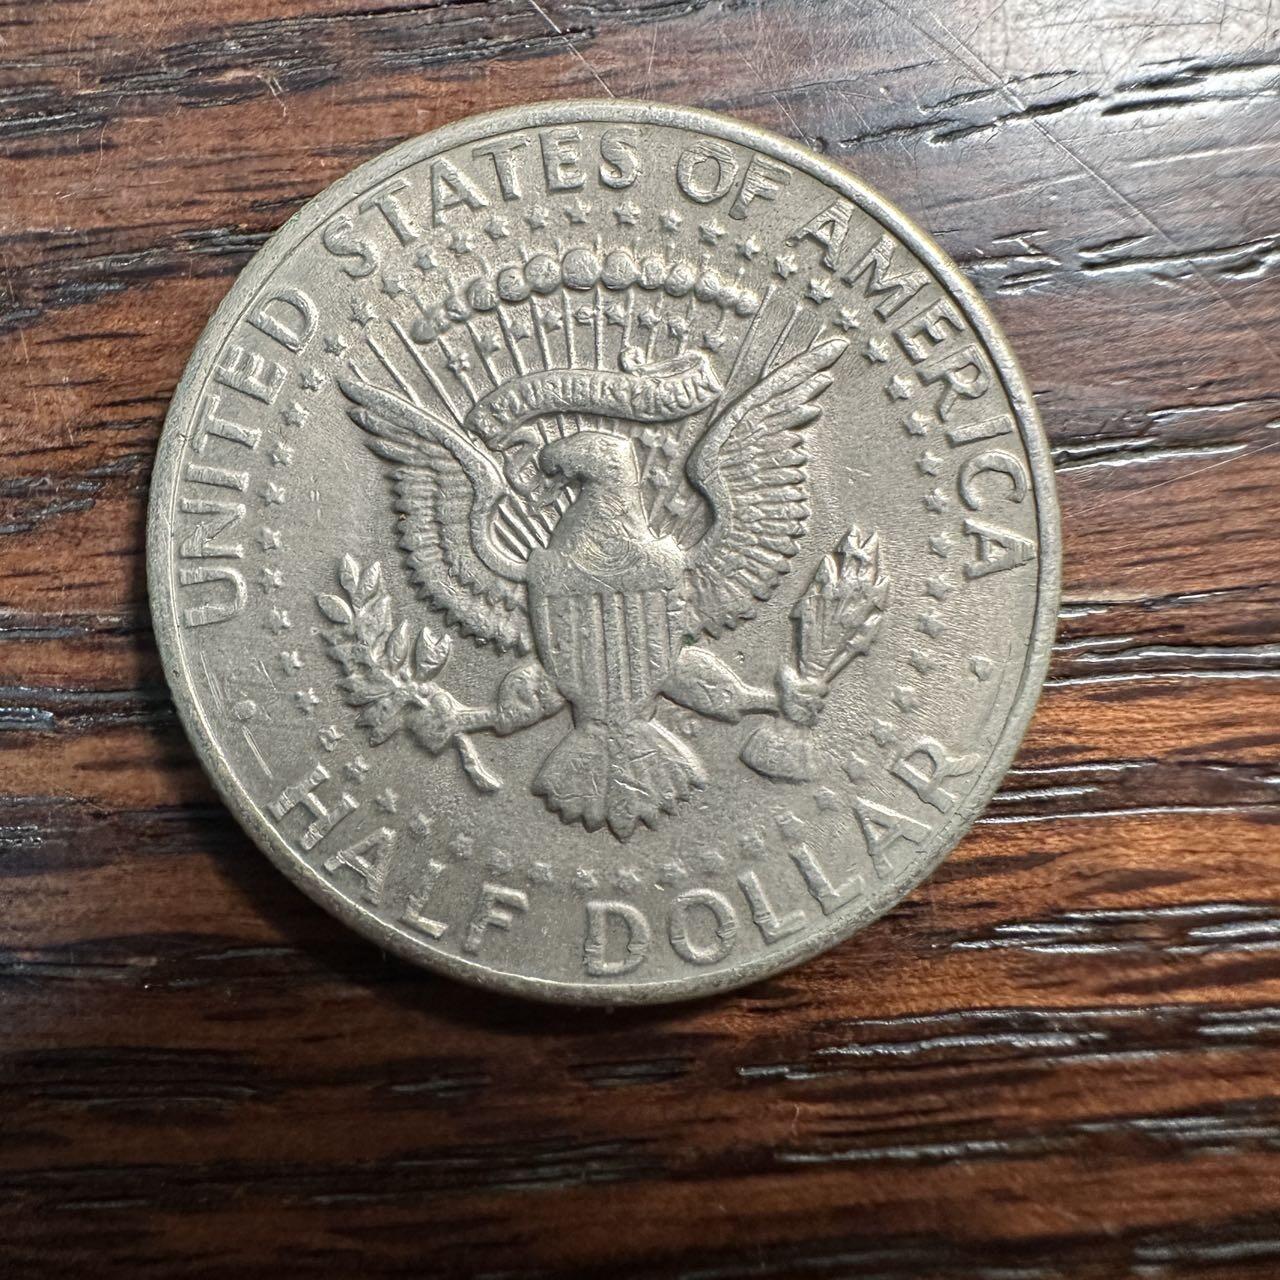 UNITED STATES OF AMERICA
HALF DOLLAR